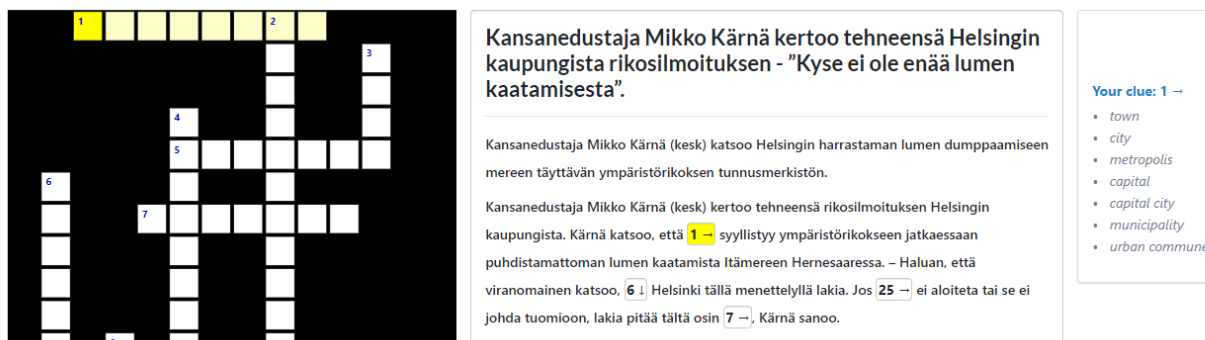 1
2
3
4
5
6
7
Kansanedustaja Mikko Kärnä kertoo tehneensä Helsingin
kaupungista rikosilmoituksen - ”Kyse ei ole enää lumen
kaatamisesta”.
Kansanedustaja Mikko Kärnä (kesk) katsoo Helsingin harrastaman lumen dumppaamiseen
mereen täyttävän ympäristörikoksen tunnusmerkistön.
Kansanedustaja Mikko Kärnä (kesk) kertoo tehneensä rikosilmoituksen Helsingin
kaupungista. Kärnä katsoo, että 1 → syyllistyy ympäristörikokseen jatkaessaan
puhdistamattoman lumen kaatamista Itämereen Hernesaaressa. – Haluan, että
viranomainen katsoo, 6 ↓ Helsinki tällä menettelyllä lakia. Jos 25 → ei aloiteta tai se ei
johda tuomioon, lakia pitää tältä osin 7 →, Kärnä sanoo.
Your clue: 1 →
• town
• city
• metropolis
• capital
• capital city
• municipality
• urban commune